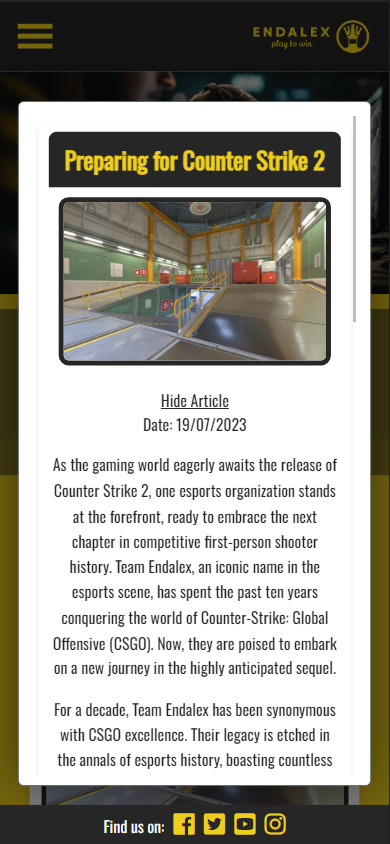 ENDALEX
play to win
Preparing for Counter Strike 2
Hide Article
Date: 19/07/2023
As the gaming world eagerly awaits the release of
Counter Strike 2, one esports organization stands
at the forefront, ready to embrace the next
chapter in competitive first-person shooter
history. Team Endalex, an iconic name in the
esports scene, has spent the past ten years
conquering the world of Counter-Strike: Global
Offensive (CSGO). Now, they are poised to embark
on a new journey in the highly anticipated sequel.
For a decade, Team Endalex has been synonymous
with CSGO excellence. Their legacy is etched in
the annals of esports history, boasting countless
Find us on: